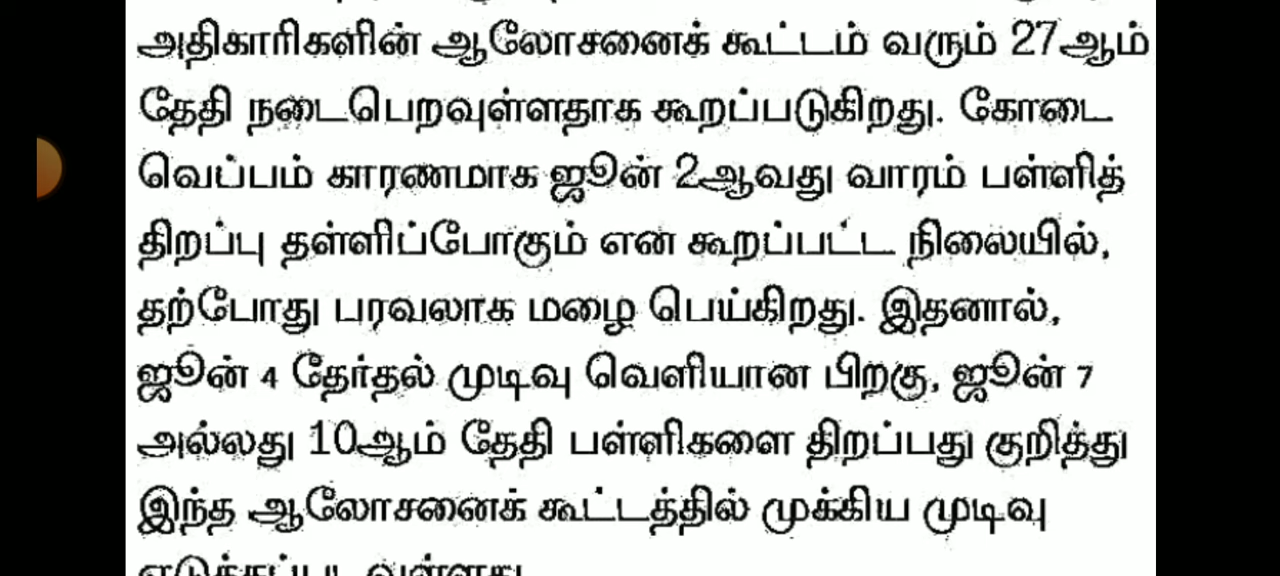 அதிகாரிகளின் ஆலோசனைக் கூட்டம் வரும் 27ஆம்
தேதி நடைபெறவுள்ளதாக கூறப்படுகிறது. கோடை
வெப்பம் காரணமாக ஜூன் 2ஆவது வாரம் பள்ளித்
திறப்பு தள்ளிப்போகும் என கூறப்பட்ட நிலையில்,
தற்போது பரவலாக மழை பெய்கிறது. இதனால்,
ஜூன் 4 தேர்தல் முடிவு வெளியான பிறகு, ஜூன் 7
அல்லது 10ஆம் தேதி பள்ளிகளை திறப்பது குறித்து
இந்த ஆலோசனைக் கூட்டத்தில் முக்கிய முடிவு